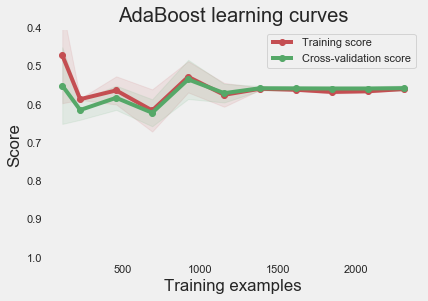 AdaBoost learning curves
Training score
Cross-validation score
Score
0.4
0.5
0.6
0.7
0.8
0.9
1.0
500
1000
1500
2000
Training examples